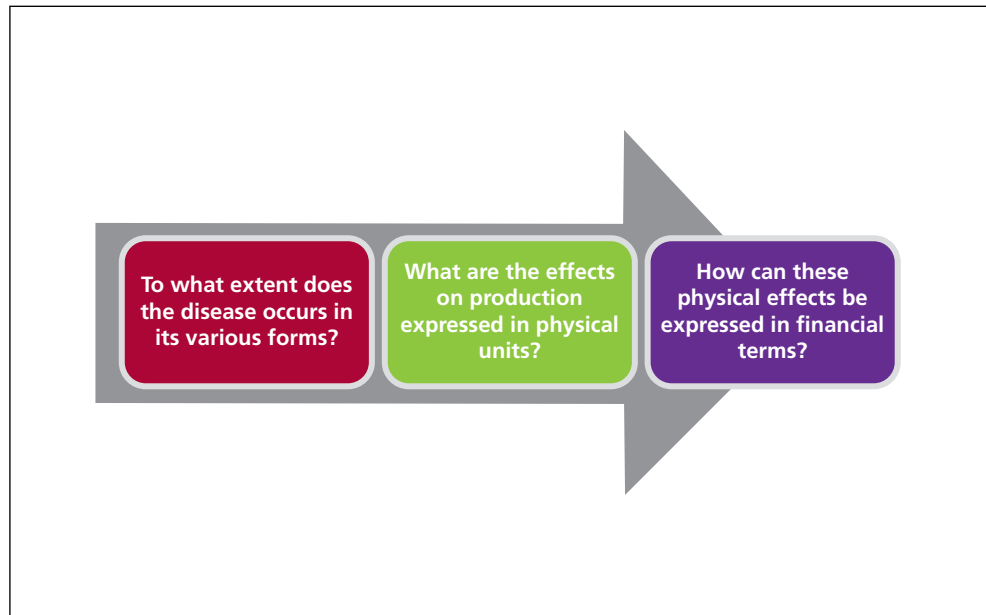 To what extent does
the disease occurs in
its various forms?
What are the effects
on production
expressed in physical
units?
How can these
physical effects be
expressed in financial
terms?